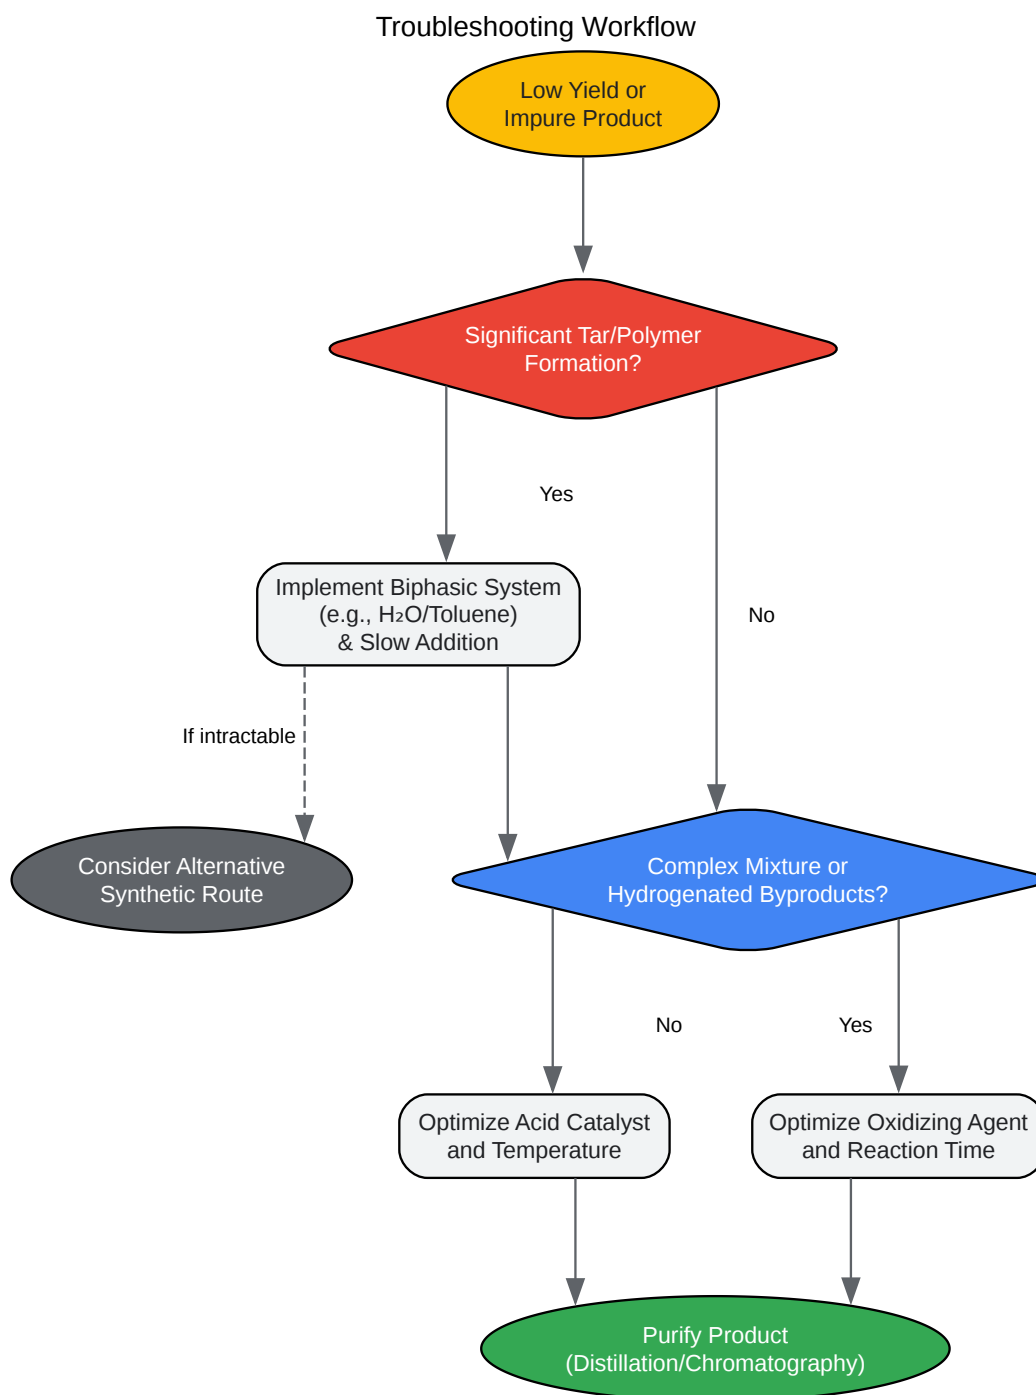 Troubleshooting Workflow
Low Yield or
Impure Product
Significant Tar/Polymer
Formation?
Yes
Implement Biphasic System
(e.g., H₂O/Toluene)
& Slow Addition
No
If intractable
Consider Alternative
Synthetic Route
Complex Mixture or
Hydrogenated Byproducts?
No
Yes
Optimize Acid Catalyst
and Temperature
Optimize Oxidizing Agent
and Reaction Time
Purify Product
(Distillation/Chromatography)